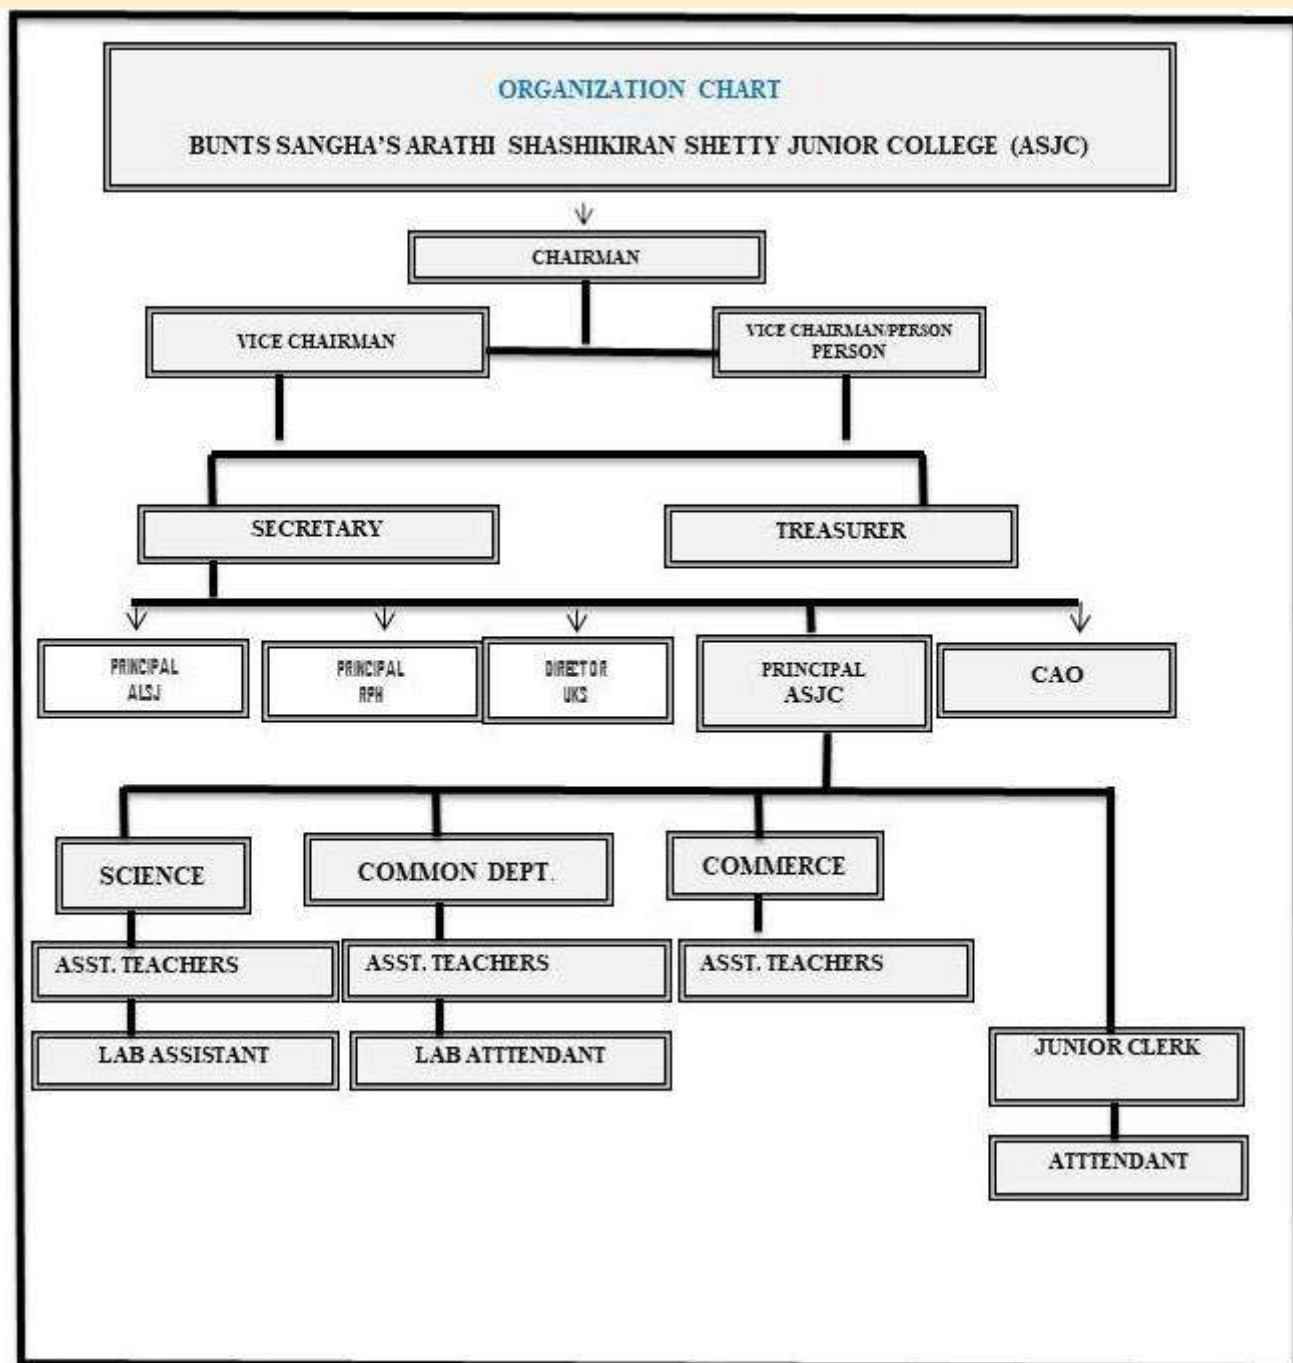 ORGANIZATION CHART
BUNTS SANGHA'S ARATHI SHASHIKIRAN SHETTY JUNIOR COLLEGE (ASJC)
CHAIRMAN
VICE CHAIRMAN
VICE CHAIRMAN/PERSON
PERSON
SECRETARY
TREASURER
PRINCIPAL
ALSJ
PRINCIPAL
RPH
DIRECTOR
UKS
PRINCIPAL
ASJC
CAO
SCIENCE
COMMON DEPT.
COMMERCE
ASST. TEACHERS
ASST. TEACHERS
ASST. TEACHERS
LAB ASSISTANT
LAB ATTTENDANT
JUNIOR CLERK
ATTTENDANT